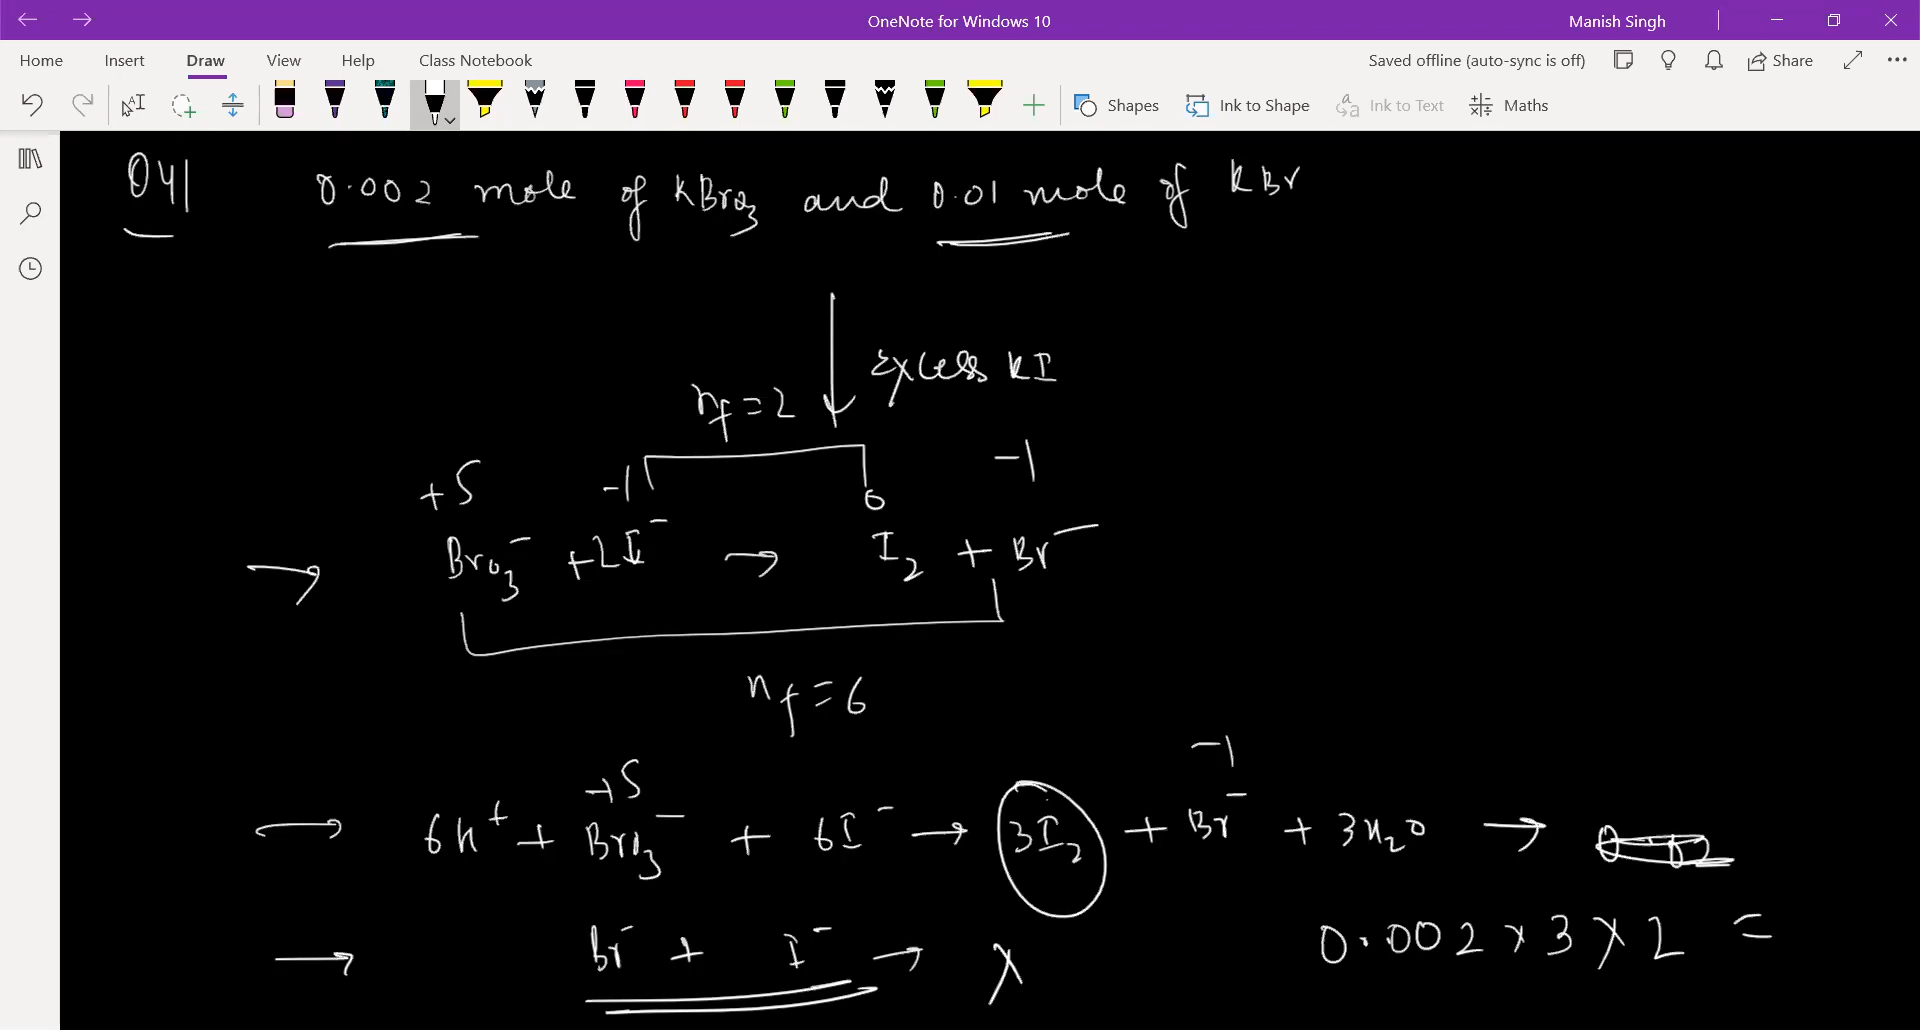 OneNote for Windows 10
Manish Singh
Home Insert Draw View Help Class Notebook
Saved offline (auto-sync is off) Share
Shapes Ink to Shape Ink to Text Maths
Q41 0.002 mole of KBrO3 and 0.01 mole of KBr
excess KI
nf = 2
+5 -1 0 -1
BrO3⁻ + 2I⁻ → I2 + Br⁻
nf = 6
+5 -1
→ 6H⁺ + BrO3⁻ + 6I⁻ → 3I2 + Br⁻ + 3H2O →
→ Br⁻ + I⁻ → X
0.002 x 3 x 2 =